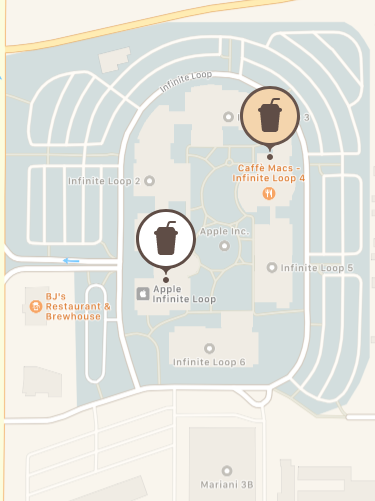 Infinite Loop
3
Caffè Macs –
Infinite Loop 4
Infinite Loop 2
Apple Inc.
Infinite Loop 5
Apple
Infinite Loop
BJ's
Restaurant &
Brewhouse
Infinite Loop 6
Mariani 3B